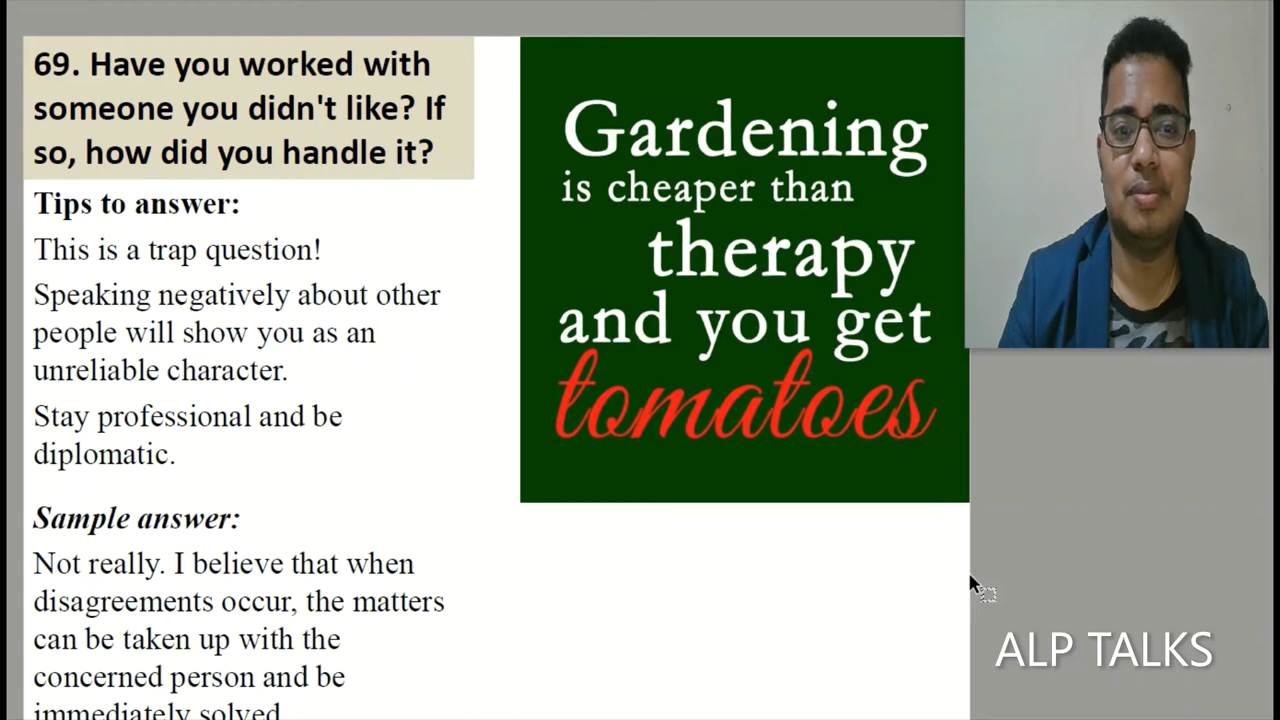 69. Have you worked with
someone you didn't like? If
so, how did you handle it?
Tips to answer:
This is a trap question!
Speaking negatively about other
people will show you as an
unreliable character.
Stay professional and be
diplomatic.
Sample answer:
Not really. I believe that when
disagreements occur, the matters
can be taken up with the
concerned person and be
immediately solved
Gardening
is cheaper than
therapy
and you get
tomatoes
ALP TALKS